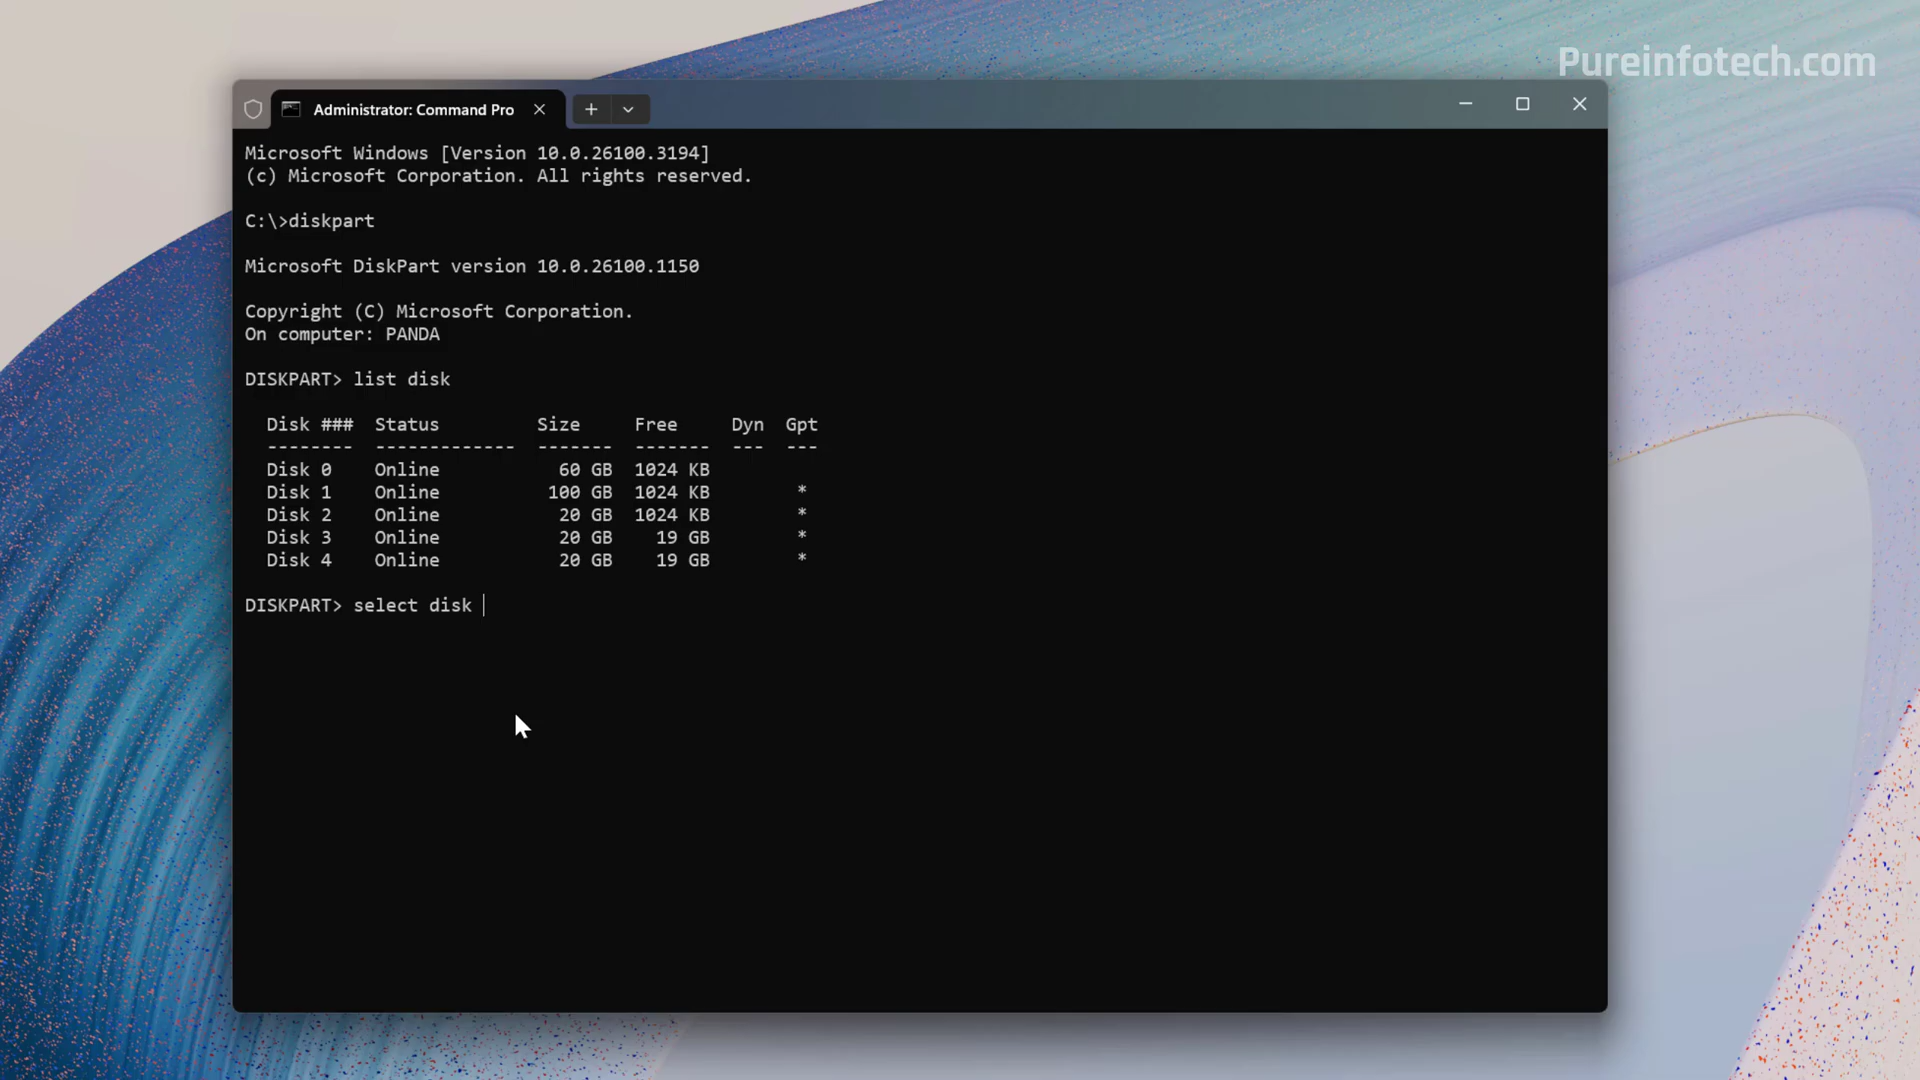 Pureinfotech.com
Administrator: Command Pro
Microsoft Windows [Version 10.0.26100.3194]
(c) Microsoft Corporation. All rights reserved.
C:\>diskpart
Microsoft DiskPart version 10.0.26100.1150
Copyright (C) Microsoft Corporation.
On computer: PANDA
DISKPART> list disk
  Disk ###  Status         Size     Free     Dyn  Gpt
  --------  -------------  -------  -------  ---  ---
  Disk 0    Online           60 GB  1024 KB
  Disk 1    Online          100 GB  1024 KB        *
  Disk 2    Online           20 GB  1024 KB        *
  Disk 3    Online           20 GB    19 GB        *
  Disk 4    Online           20 GB    19 GB        *
DISKPART> select disk